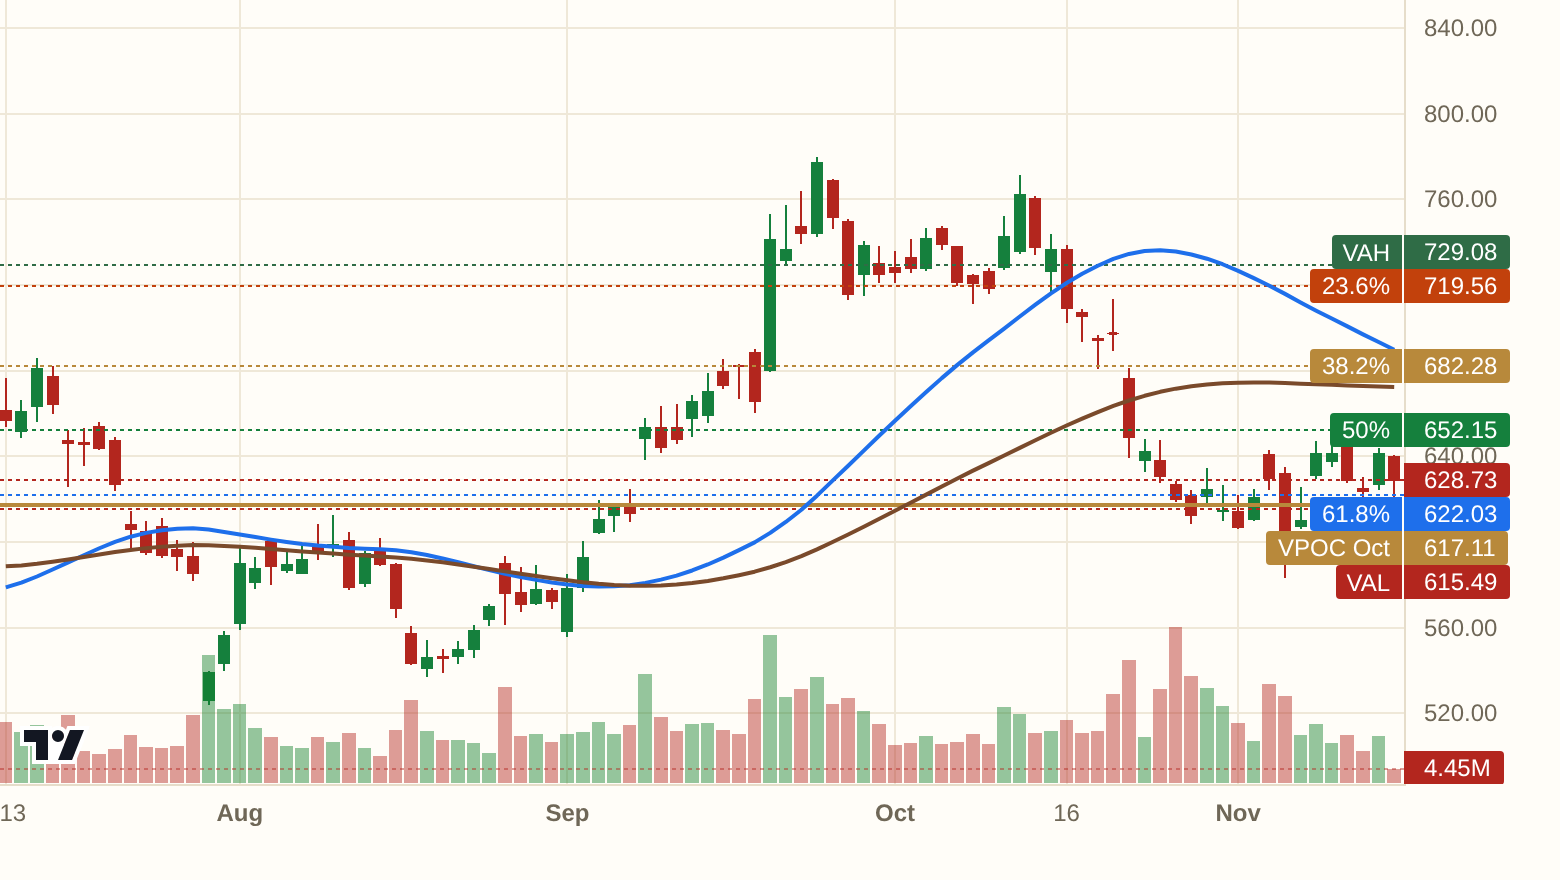 840.00
800.00
760.00
VAH 729.08
23.6% 719.56
38.2% 682.28
50% 652.15
640.00
628.73
61.8% 622.03
VPOC Oct 617.11
VAL 615.49
560.00
520.00
4.45M
13 Aug Sep Oct 16 Nov